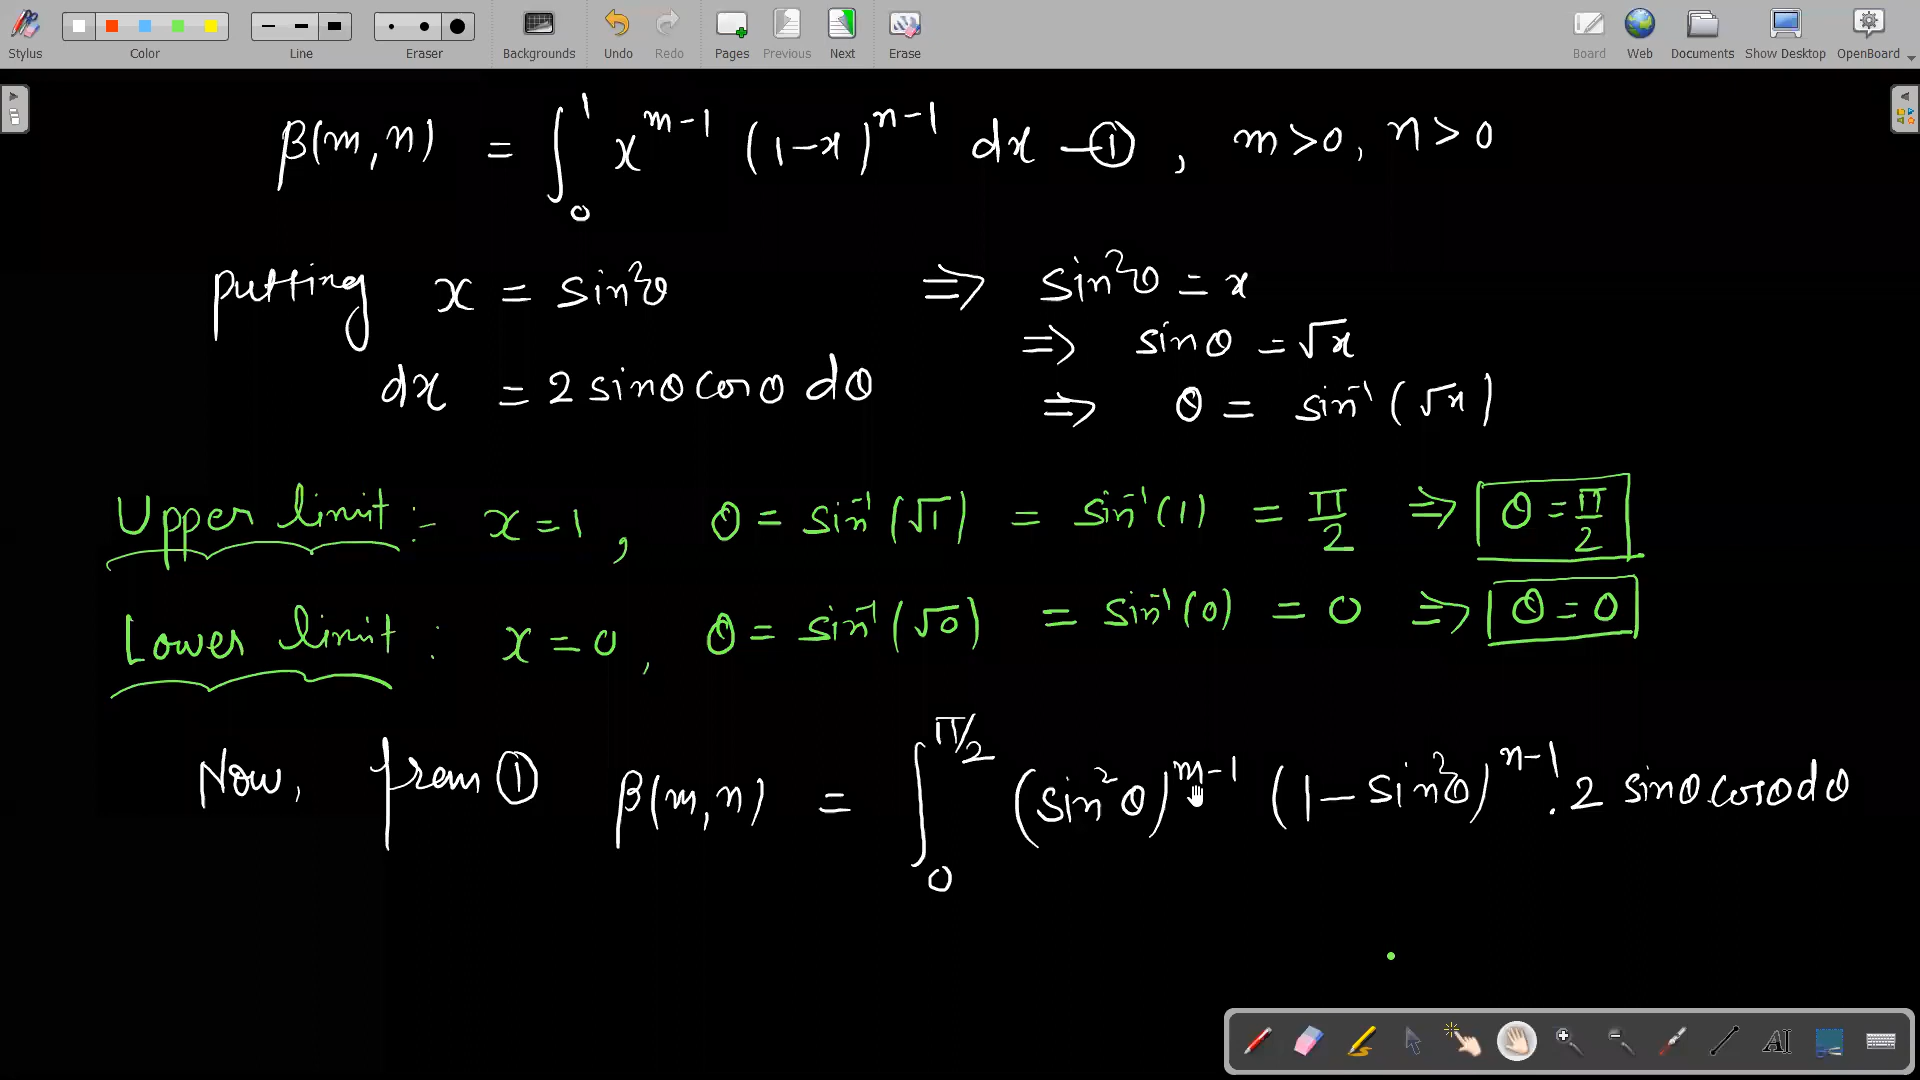 Stylus Color Line Eraser Backgrounds Undo Redo Pages Previous Next Erase Board Web Documents Show Desktop OpenBoard
β(m,n) = ∫₀¹ x^(m-1) (1-x)^(n-1) dx —① , m>0, n>0
putting x = sin²θ ⇒ sin²θ = x
⇒ sinθ = √x
dx = 2 sinθ cosθ dθ ⇒ θ = sin⁻¹(√x)
Upper limit :- x=1, θ = sin⁻¹(√1) = sin⁻¹(1) = π/2 ⇒ θ = π/2
Lower limit : x=0, θ = sin⁻¹(√0) = sin⁻¹(0) = 0 ⇒ θ = 0
Now, from ① β(m,n) = ∫₀^(π/2) (sin²θ)^(m-1) (1-sin²θ)^(n-1) . 2 sinθ.cosθ dθ
AI